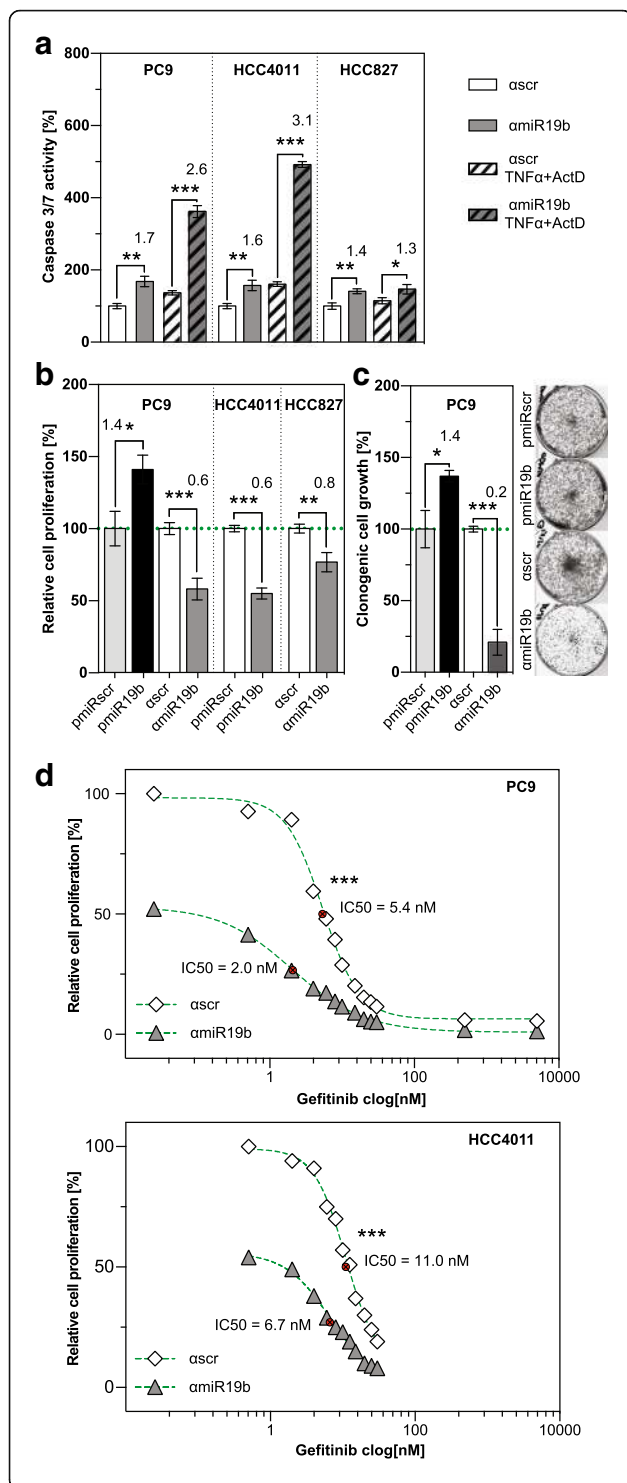 a
800
600
400
200
0
Caspase 3/7 activity [%]
PC9
HCC4011
HCC827
1.7
**
2.6
***
1.6
**
3.1
***
1.4
**
1.3
*
αscr
αmiR19b
αscr
TNFα+ActD
αmiR19b
TNFα+ActD
b
200
150
100
50
0
Relative cell proliferation [%]
PC9
HCC4011
HCC827
1.4
*
0.6
***
0.6
***
0.8
**
pmiRscr
pmiR19b
αscr
αmiR19b
pmiRscr
pmiR19b
αscr
αmiR19b
c
200
150
100
50
0
Clonogenic cell growth [%]
PC9
1.4
*
0.2
***
pmiRscr
pmiR19b
αscr
αmiR19b
pmiRscr
pmiR19b
αscr
αmiR19b
d
PC9
100
50
0
Relative cell proliferation [%]
***
IC50 = 5.4 nM
IC50 = 2.0 nM
αscr
αmiR19b
1
100
10000
Gefitinib clog[nM]
HCC4011
100
50
0
Relative cell proliferation [%]
***
IC50 = 11.0 nM
IC50 = 6.7 nM
αscr
αmiR19b
1
100
10000
Gefitinib clog[nM]